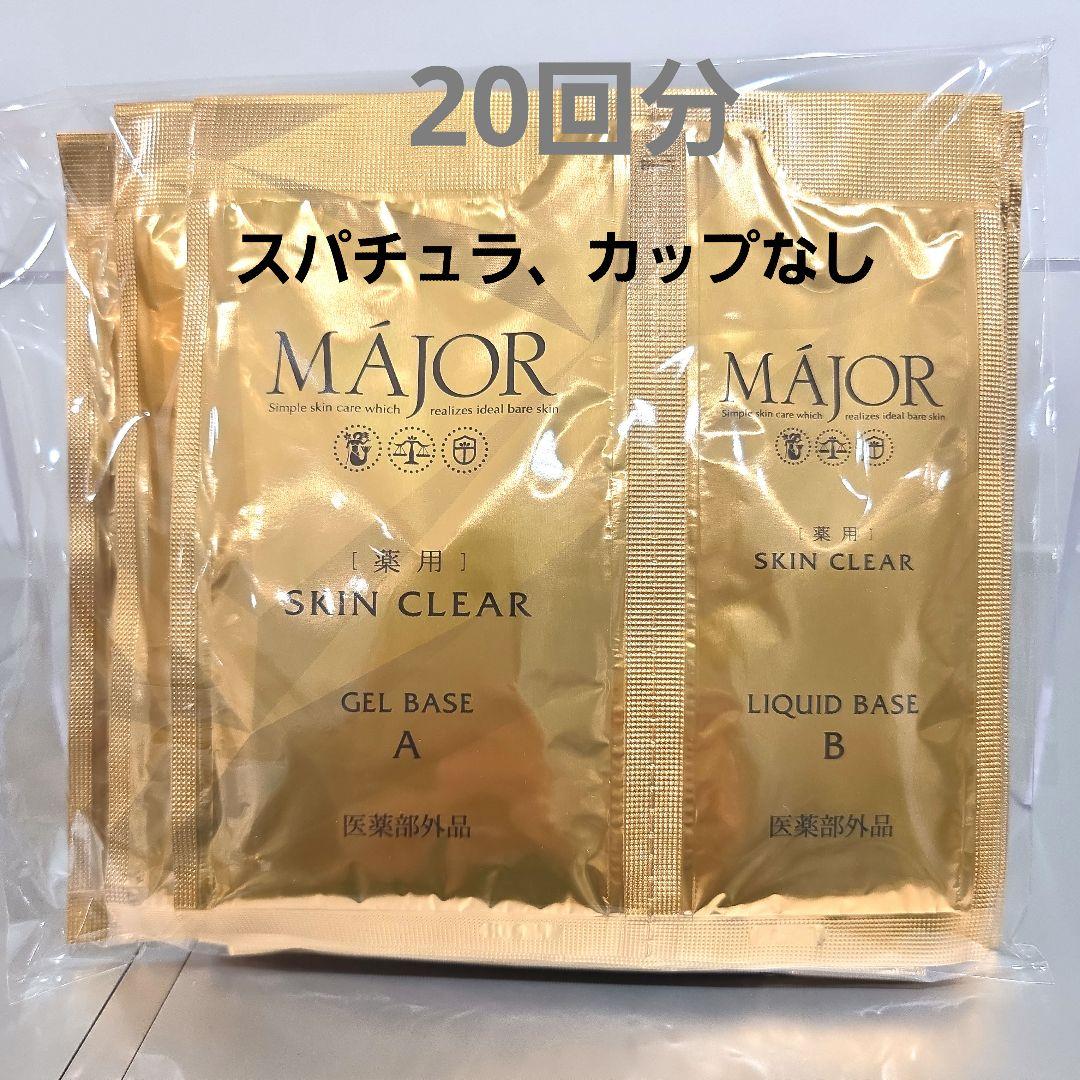 20回分
スパチュラ、カップなし
MÁJOR
Simple skin care which realizes ideal bare skin
[薬用]
SKIN CLEAR
GEL BASE
A
医薬部外品
MÁJOR
Simple skin care which realizes ideal bare skin
[薬用]
SKIN CLEAR
LIQUID BASE
B
医薬部外品